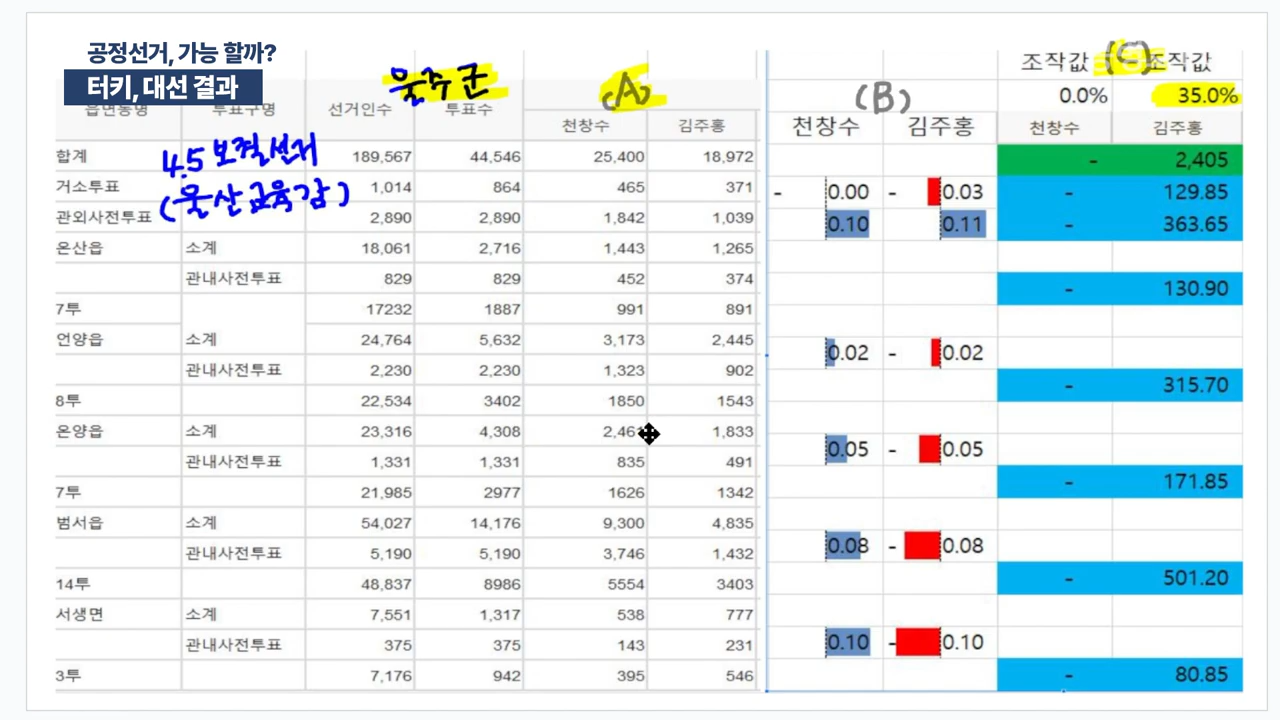 공정선거, 가능 할까?
터키, 대선 결과
울주군
(A)
(B)
조작값 (C) 조작값
0.0% 35.0%
읍면동명 투표구명 선거인수 투표수 천창수 김주홍 천창수 김주홍 천창수 김주홍
4.5 보궐선거
(울산교육감)
합계 189,567 44,546 25,400 18,972 - 2,405
거소투표 1,014 864 465 371 - 0.00 - 0.03 - 129.85
관외사전투표 2,890 2,890 1,842 1,039 0.10 0.11 - 363.65
온산읍 소계 18,061 2,716 1,443 1,265
관내사전투표 829 829 452 374 - 130.90
7투 17232 1887 991 891
언양읍 소계 24,764 5,632 3,173 2,445 0.02 - 0.02
관내사전투표 2,230 2,230 1,323 902 - 315.70
8투 22,534 3402 1850 1543
온양읍 소계 23,316 4,308 2,461 1,833 0.05 - 0.05
관내사전투표 1,331 1,331 835 491 - 171.85
7투 21,985 2977 1626 1342
범서읍 소계 54,027 14,176 9,300 4,835 0.08 - 0.08
관내사전투표 5,190 5,190 3,746 1,432 - 501.20
14투 48,837 8986 5554 3403
서생면 소계 7,551 1,317 538 777 0.10 - 0.10
관내사전투표 375 375 143 231
3투 7,176 942 395 546 - 80.85